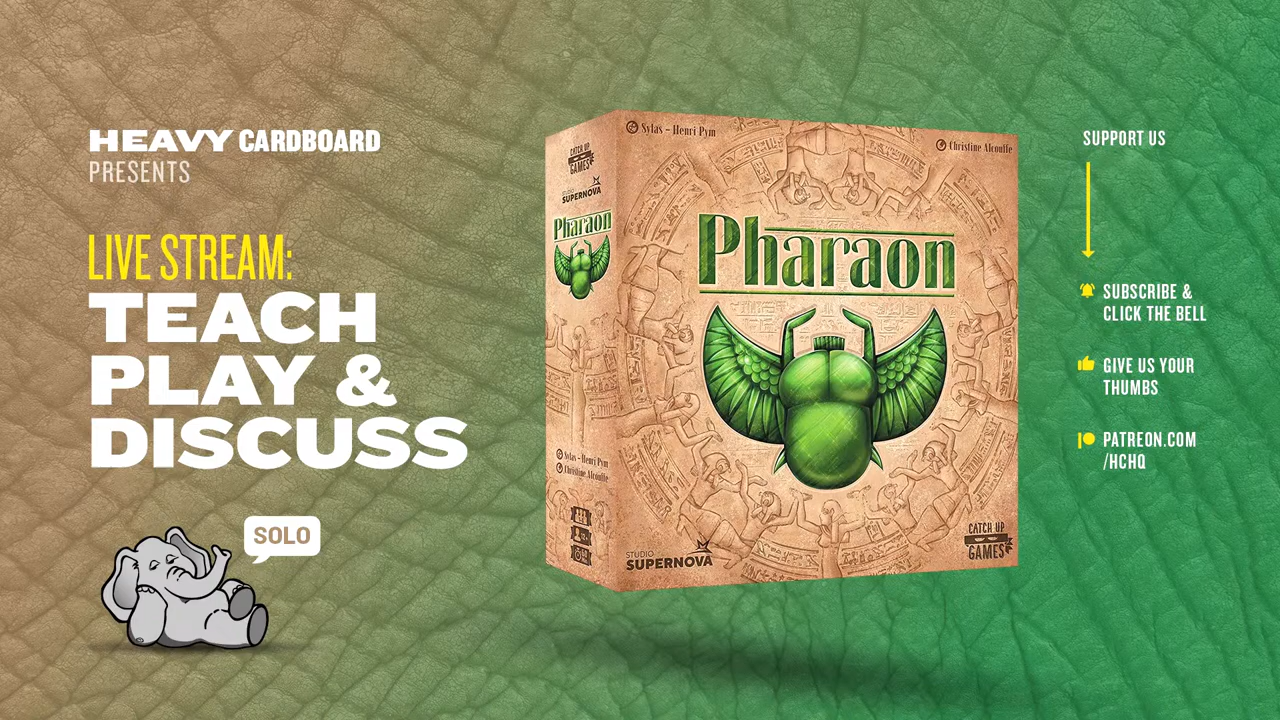 HEAVY CARDBOARD
PRESENTS
LIVE STREAM:
TEACH
PLAY &
DISCUSS
SOLO
CATCH UP
GAMES
STUDIO
SUPERNOVA
Pharaon
Sylas - Henri Pym
Christine Alcouffe
Sylas - Henri Pym
Christine Alcouffe
Pharaon
STUDIO
SUPERNOVA
CATCH UP
GAMES
SUPPORT US
SUBSCRIBE &
CLICK THE BELL
GIVE US YOUR
THUMBS
PATREON.COM
/HCHQ